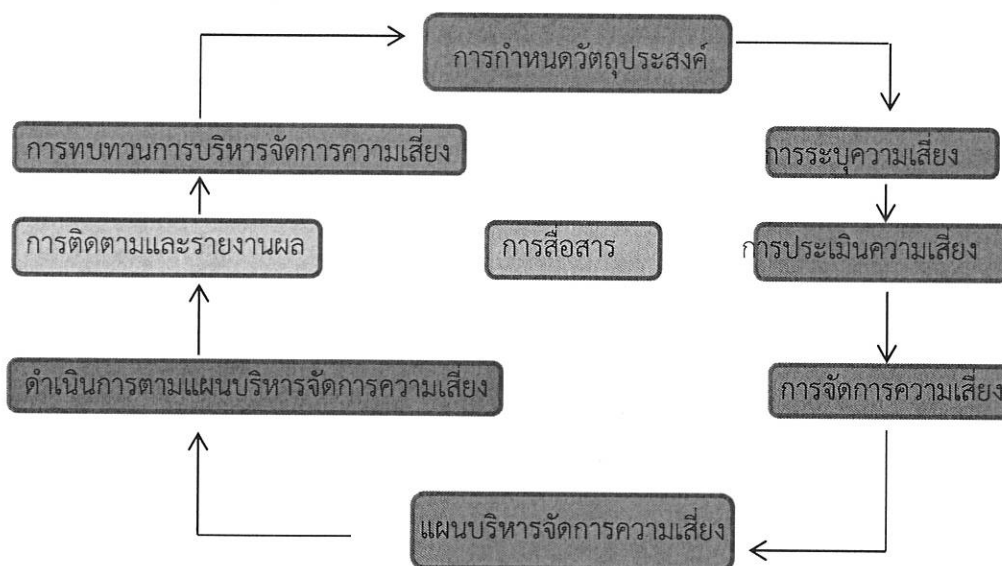 การกำหนดวัตถุประสงค์
การทบทวนการบริหารจัดการความเสี่ยง
การระบุความเสี่ยง
การติดตามและรายงานผล
การสื่อสาร
การประเมินความเสี่ยง
ดำเนินการตามแผนบริหารจัดการความเสี่ยง
การจัดการความเสี่ยง
แผนบริหารจัดการความเสี่ยง